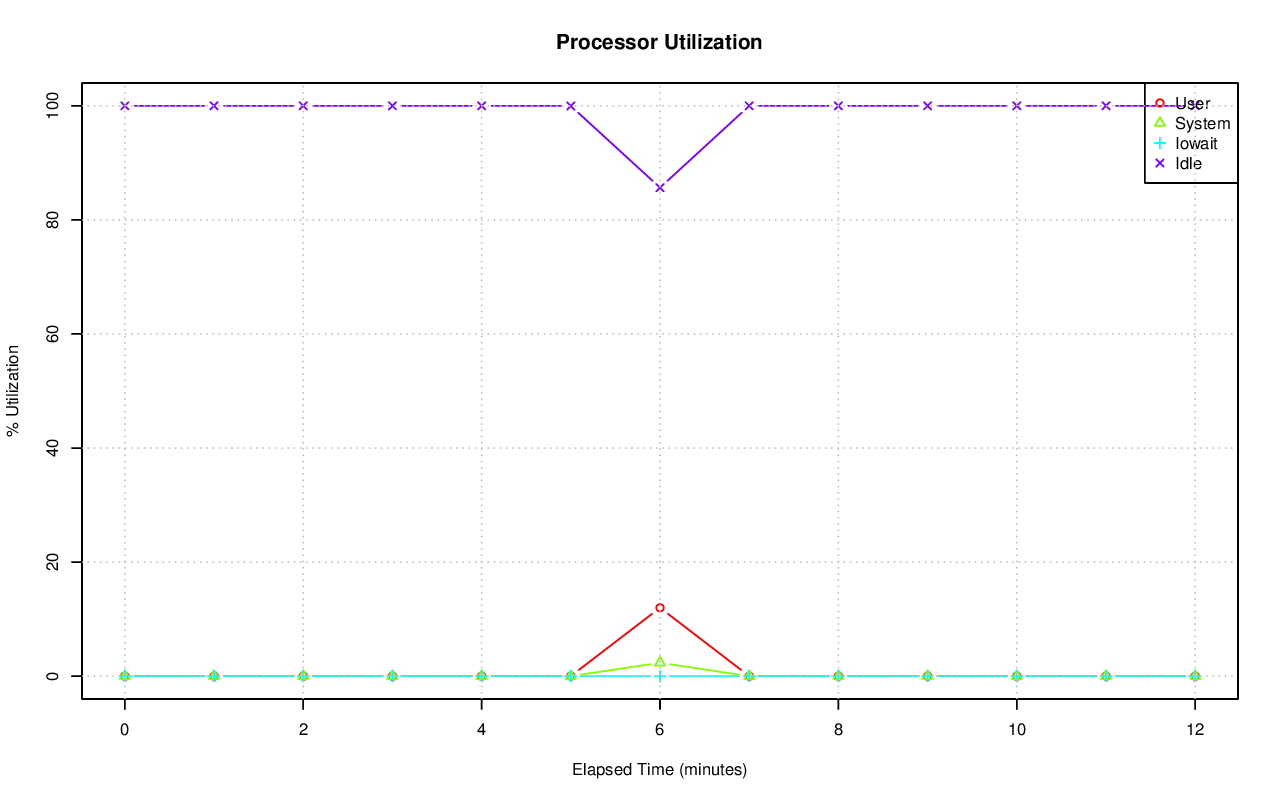 Processor Utilization
User
System
Iowait
Idle
100
80
60
40
20
0
% Utilization
0 2 4 6 8 10 12
Elapsed Time (minutes)